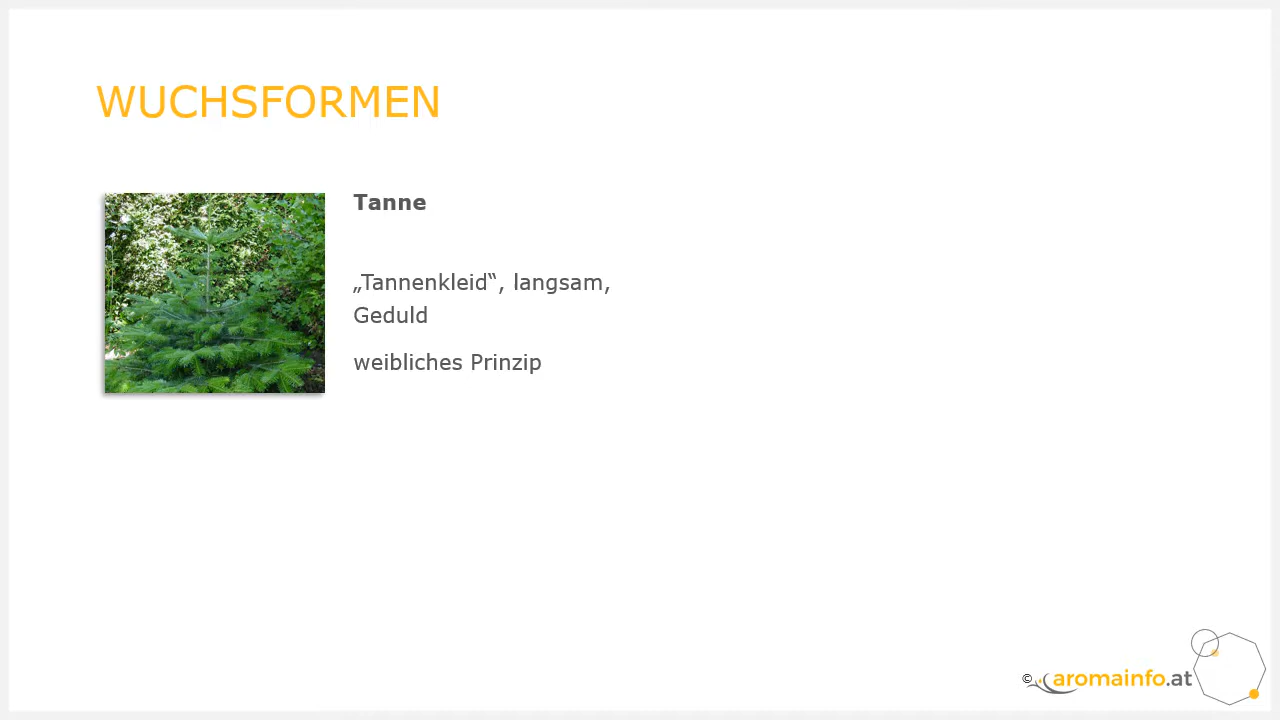 WUCHSFORMEN
Tanne
„Tannenkleid“, langsam,
Geduld
weibliches Prinzip
© aromainfo.at